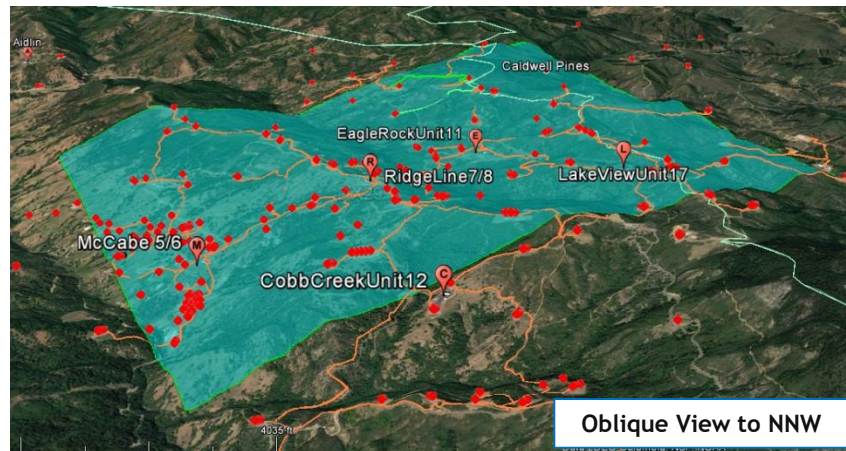 Aidlin
A
Caldwell Pines
EagleRockUnit11
E
R
RidgeLine7/8
L
LakeViewUnit17
McCabe 5/6
M
CobbCreekUnit12
C
4035 ft
Oblique View to NNW